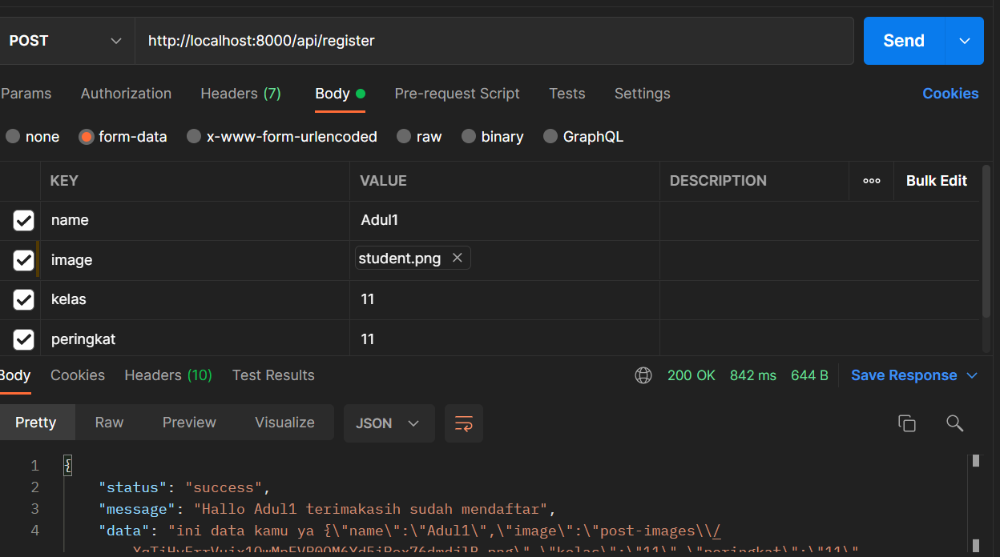 POST http://localhost:8000/api/register Send
Params Authorization Headers (7) Body Pre-request Script Tests Settings Cookies
none form-data x-www-form-urlencoded raw binary GraphQL
KEY VALUE DESCRIPTION ooo Bulk Edit
name Adul1
image student.png
kelas 11
peringkat 11
Body Cookies Headers (10) Test Results 200 OK 842 ms 644 B Save Response
Pretty Raw Preview Visualize JSON
1 {
2 "status": "success",
3 "message": "Hallo Adul1 terimakasih sudah mendaftar",
4 "data": "ini data kamu ya {\"name\":\"Adul1\",\"image\":\"post-images\\/
\"kelas\":\"11\",\"peringkat\":\"11\"